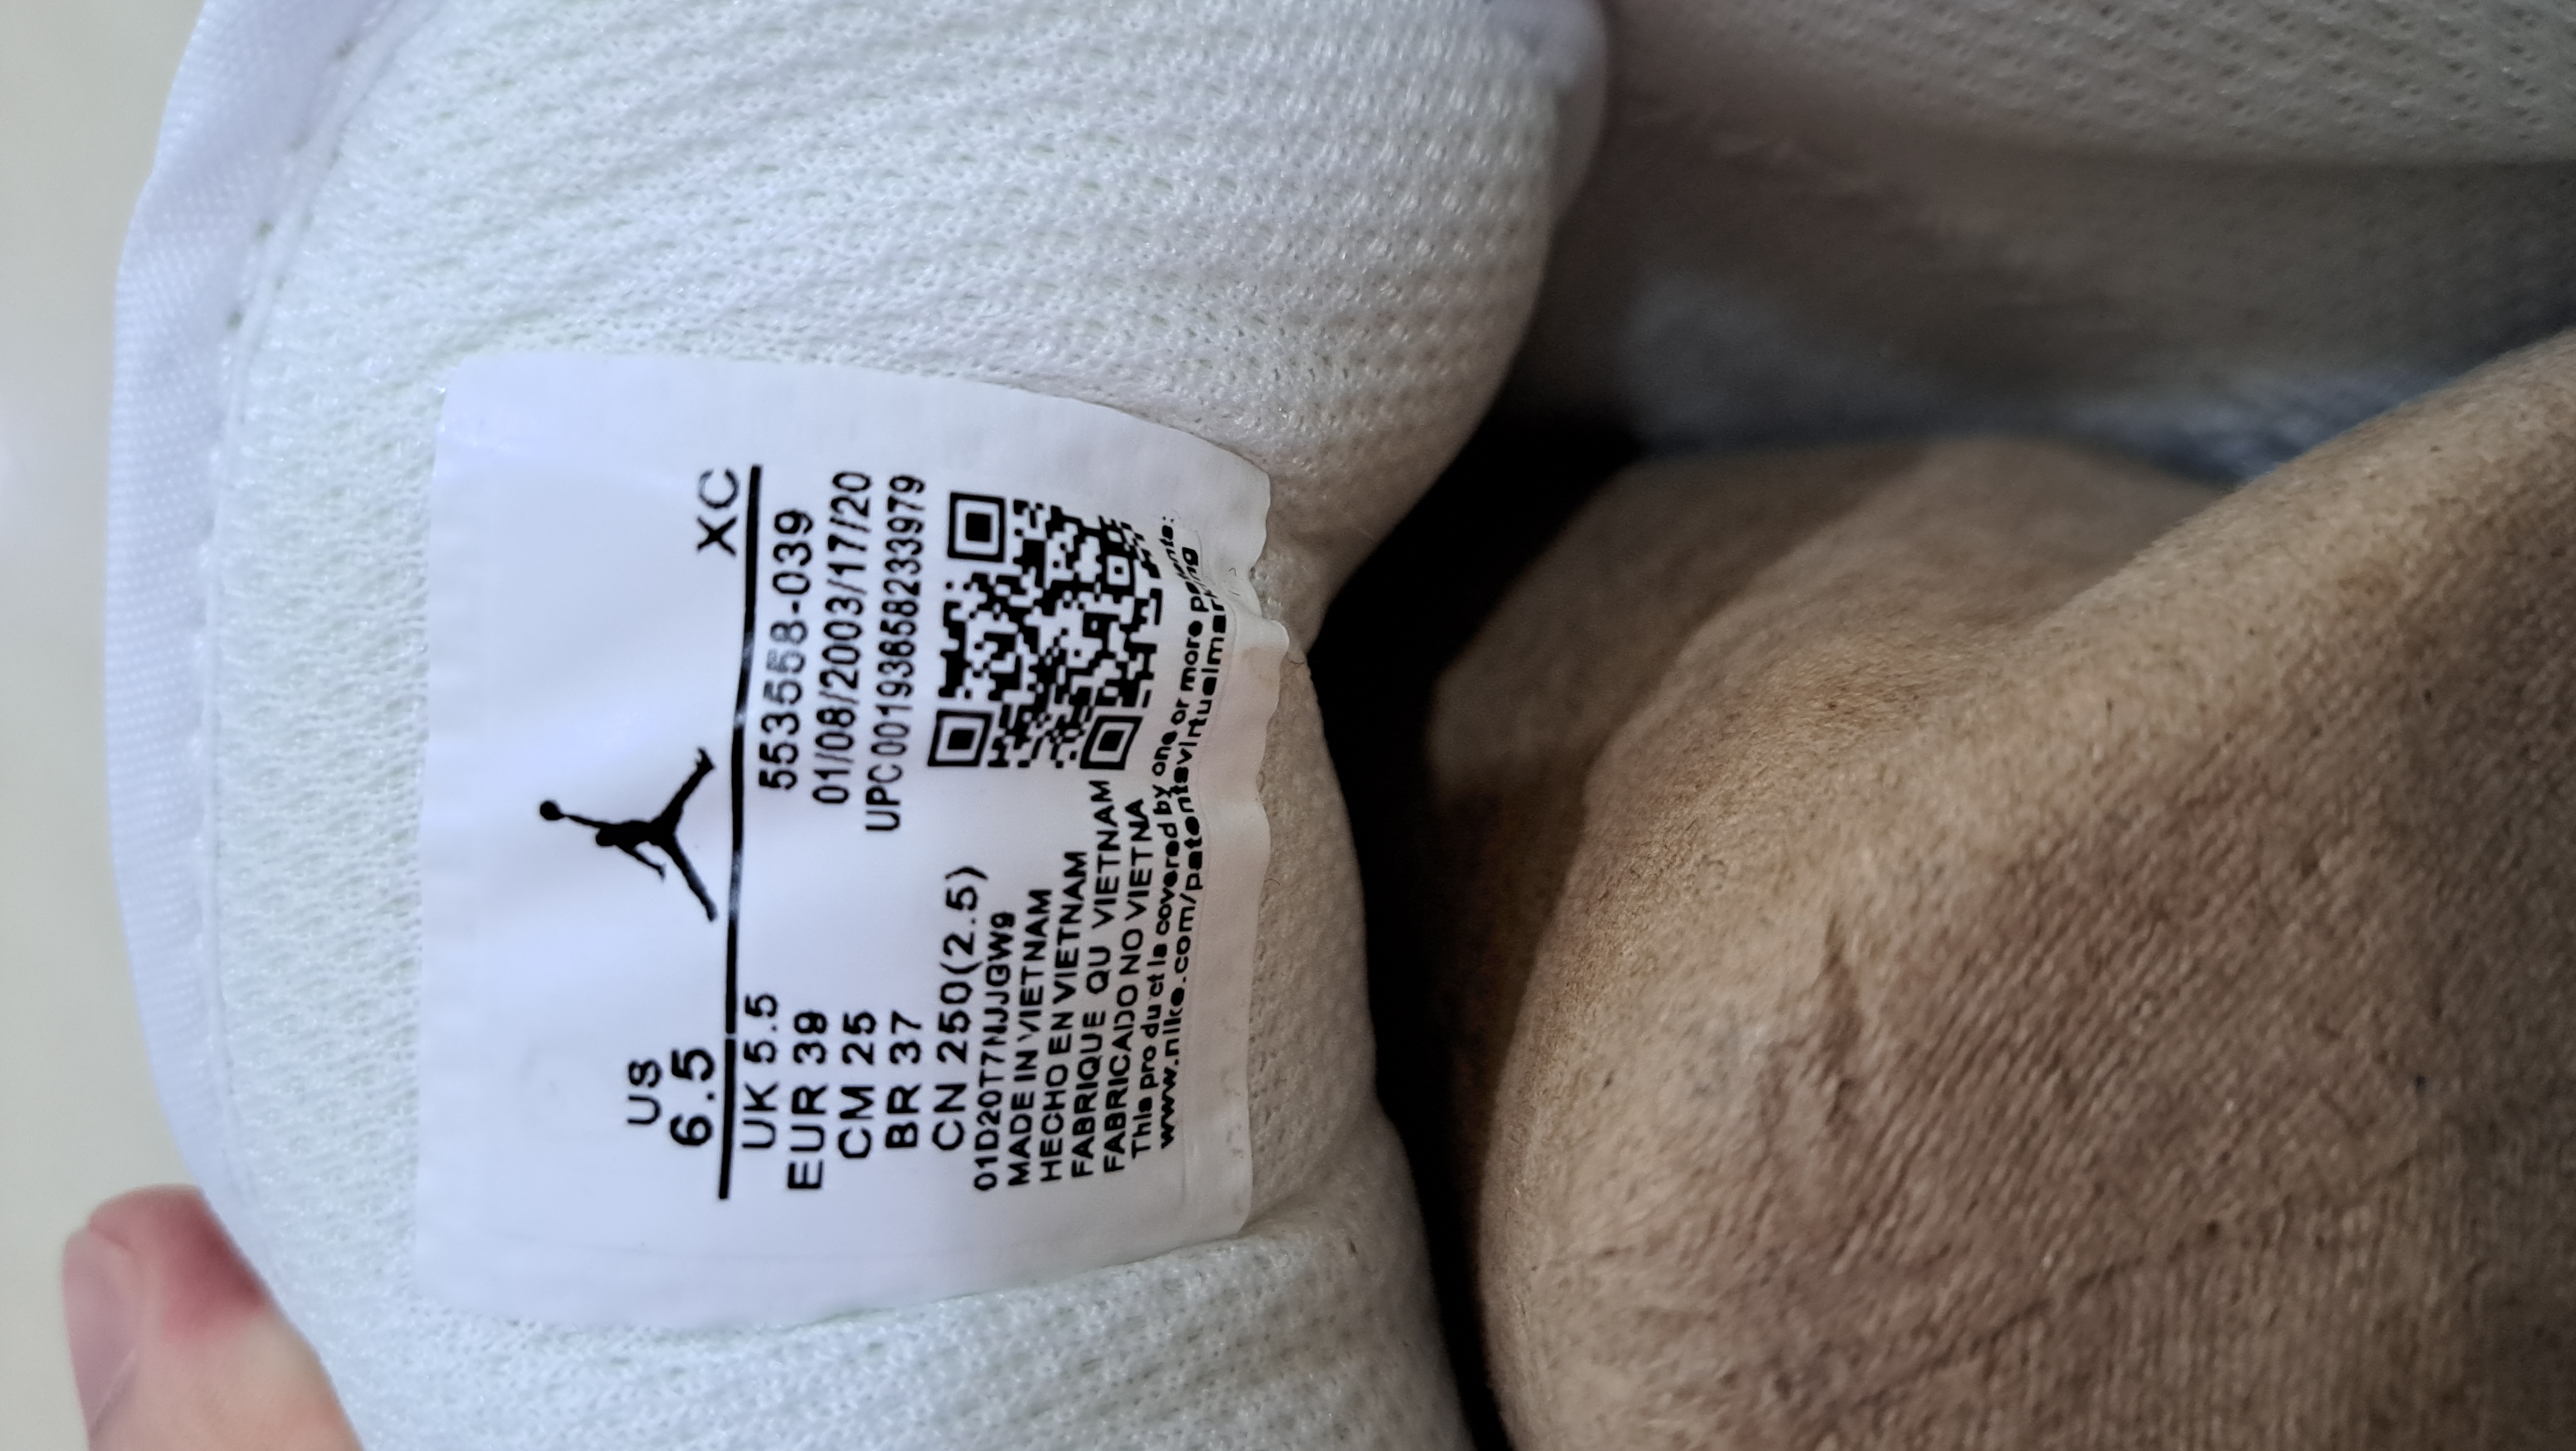 US
6.5
XC
UK 5.5
EUR 39
CM 25
BR 37
CN 250(2.5)
553558-039
01/08/2003/17/20
UPC00193658233979
01D20T7NJJGW9
MADE IN VIETNAM
HECHO EN VIETNAM
FABRIQUE QU VIETNAM
FABRICADO NO VIETNA
This pro du ct is covered by one or more patents:
www.nike.com/patentsvirtualmarking